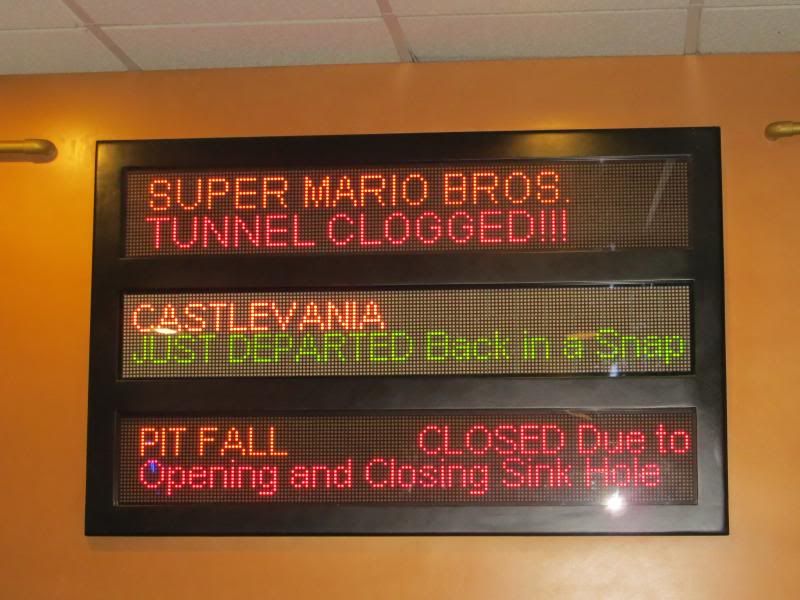 SUPER MARIO BROS.
TUNNEL CLOGGED!!!
CASTLEVANIA
JUST DEPARTED Back in a Snap
PIT FALL CLOSED Due to
Opening and Closing Sink Hole